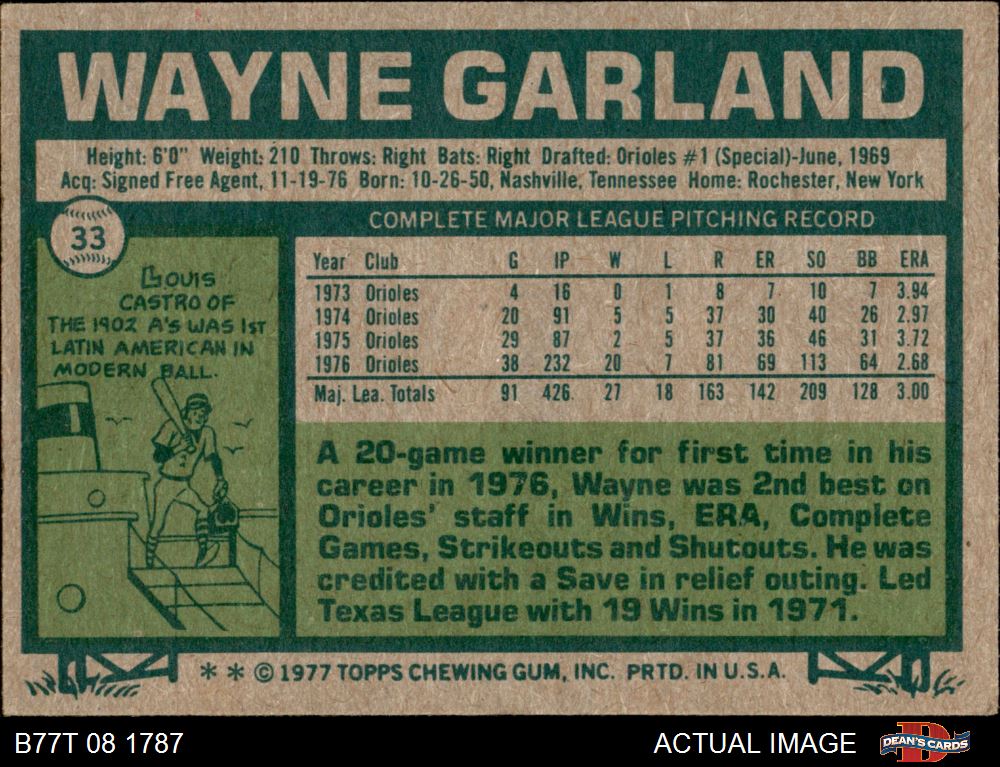 WAYNE GARLAND
Height: 6'0" Weight: 210 Throws: Right Bats: Right Drafted: Orioles #1 (Special)-June, 1969
Acq: Signed Free Agent, 11-19-76 Born: 10-26-50, Nashville, Tennessee Home: Rochester, New York
33
LOUIS
CASTRO OF
THE 1902 A'S WAS 1ST
LATIN AMERICAN IN
MODERN BALL.
COMPLETE MAJOR LEAGUE PITCHING RECORD
Year Club G IP W L R ER SO BB ERA
1973 Orioles 4 16 0 1 8 7 10 7 3.94
1974 Orioles 20 91 5 5 37 30 40 26 2.97
1975 Orioles 29 87 2 5 37 36 46 31 3.72
1976 Orioles 38 232 20 7 81 69 113 64 2.68
Maj. Lea. Totals 91 426 27 18 163 142 209 128 3.00
A 20-game winner for first time in his
career in 1976, Wayne was 2nd best on
Orioles' staff in Wins, ERA, Complete
Games, Strikeouts and Shutouts. He was
credited with a Save in relief outing. Led
Texas League with 19 Wins in 1971.
* * © 1977 TOPPS CHEWING GUM, INC. PRTD. IN U.S.A.
B77T 08 1787
ACTUAL IMAGE
D
DEAN'S CARDS